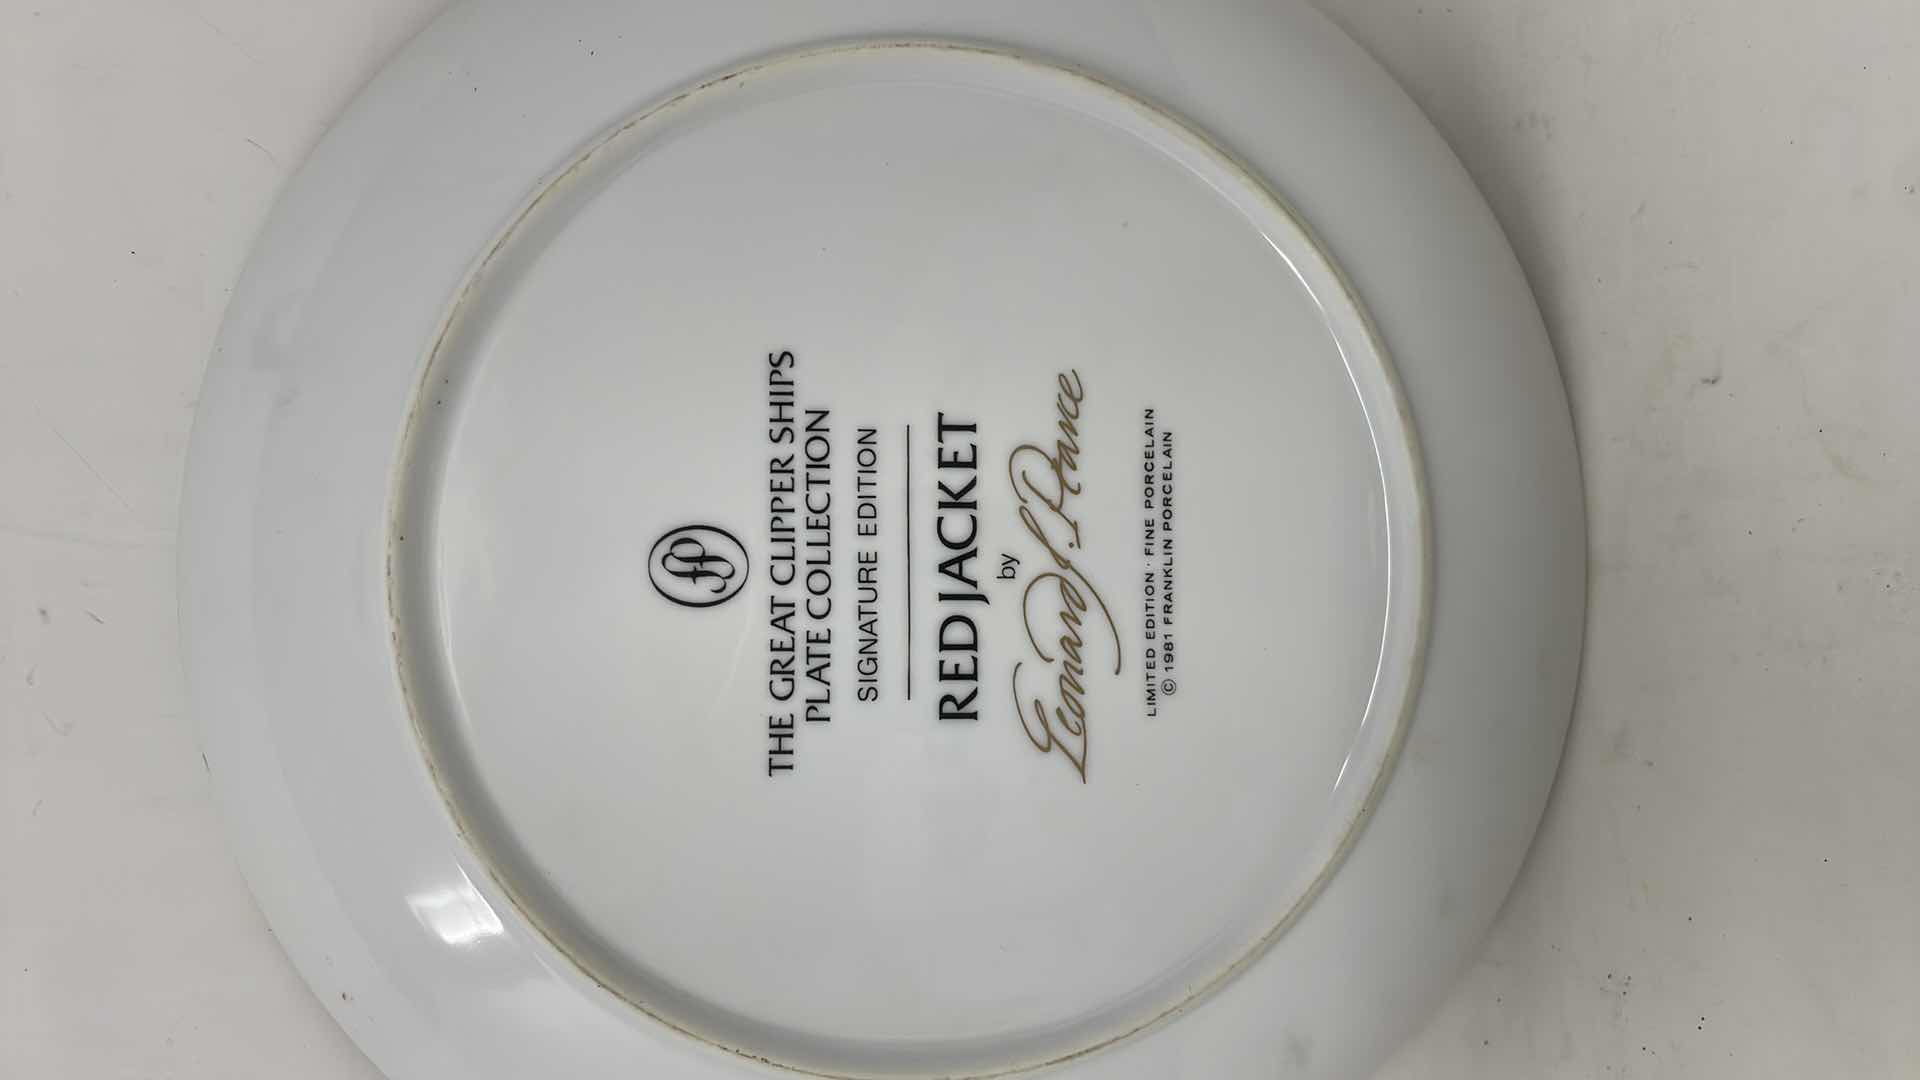 fp
THE GREAT CLIPPER SHIPS
PLATE COLLECTION
SIGNATURE EDITION
RED JACKET
by
Leonard J. Pearce
LIMITED EDITION · FINE PORCELAIN
© 1981 FRANKLIN PORCELAIN